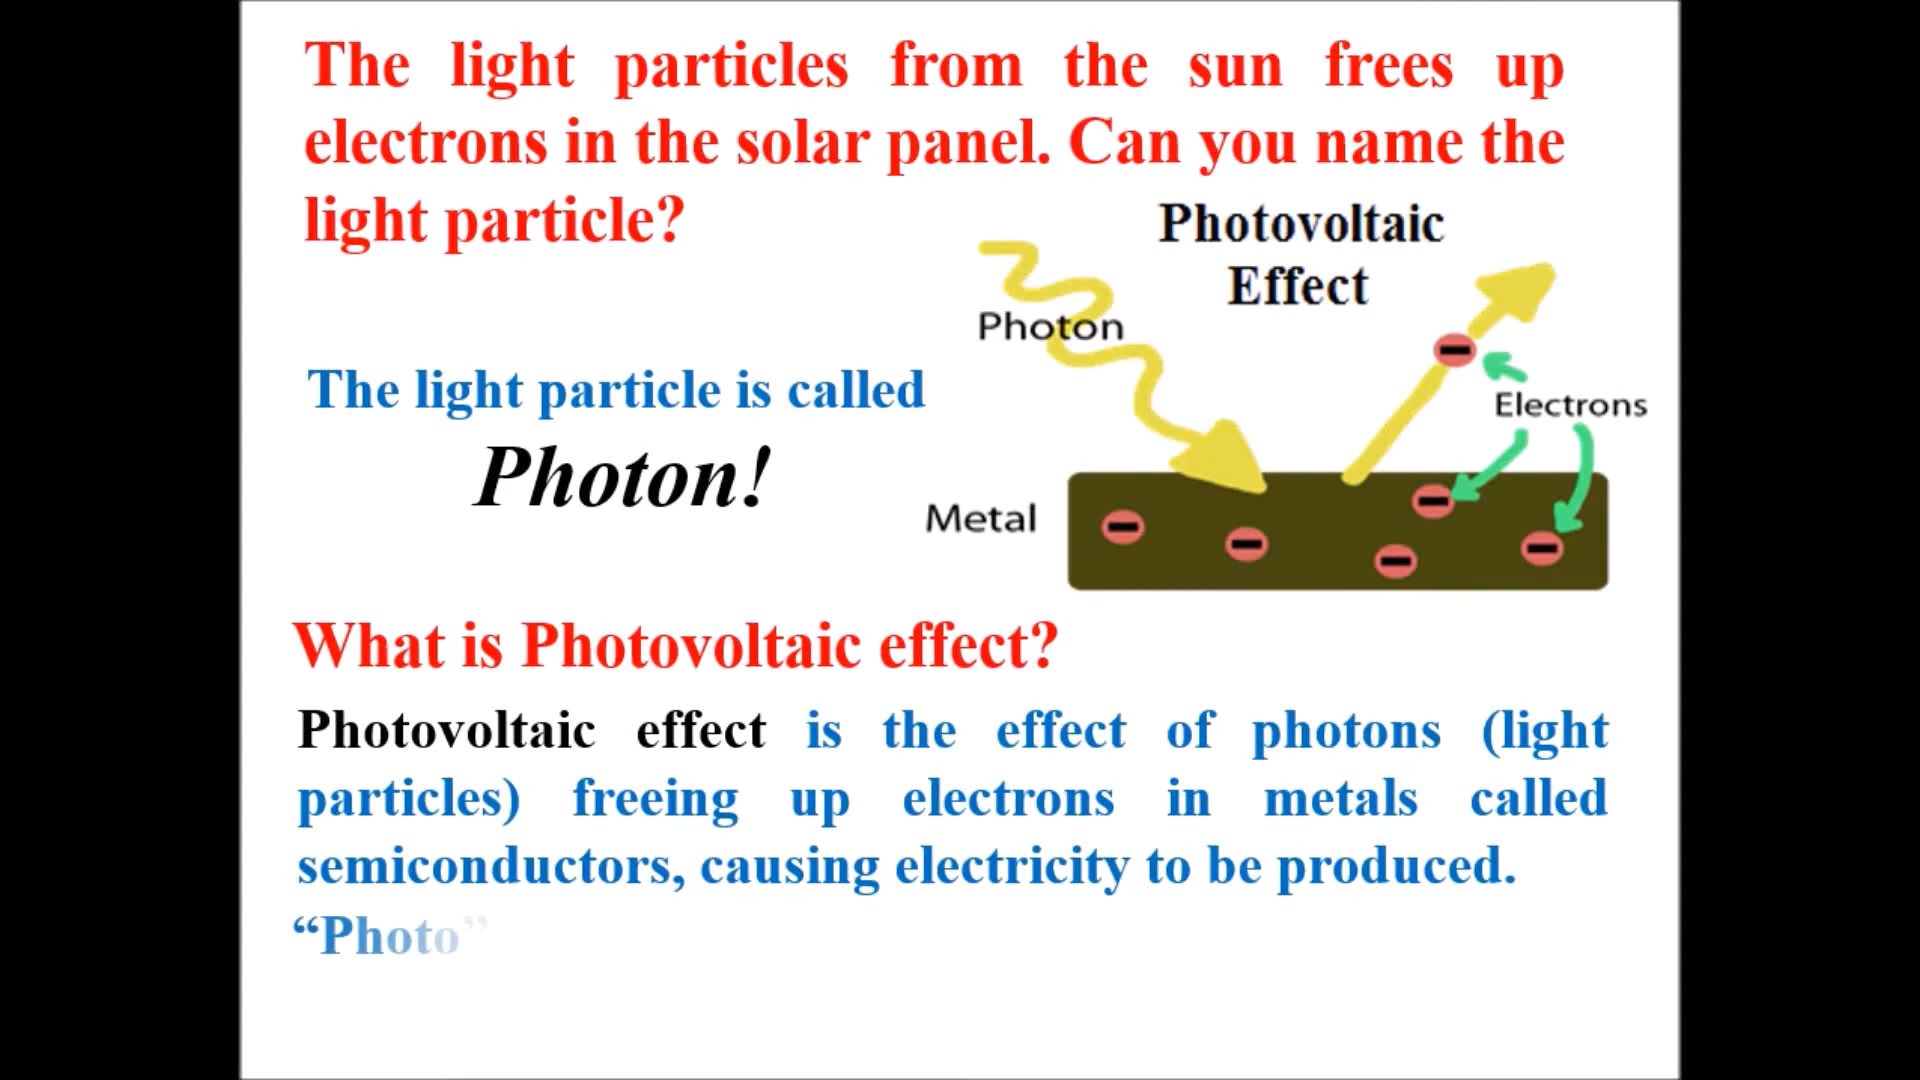 The light particles from the sun frees up
electrons in the solar panel. Can you name the
light particle?
Photovoltaic
Effect
Photon
Electrons
The light particle is called
Photon!
Metal
What is Photovoltaic effect?
Photovoltaic effect is the effect of photons (light
particles) freeing up electrons in metals called
semiconductors, causing electricity to be produced.
“Photo”